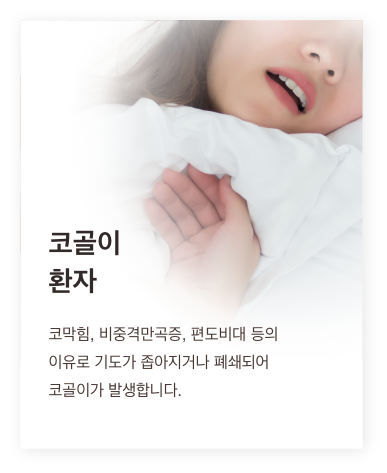 코골이
환자
코막힘, 비중격만곡증, 편도비대 등의
이유로 기도가 좁아지거나 폐쇄되어
코골이가 발생합니다.